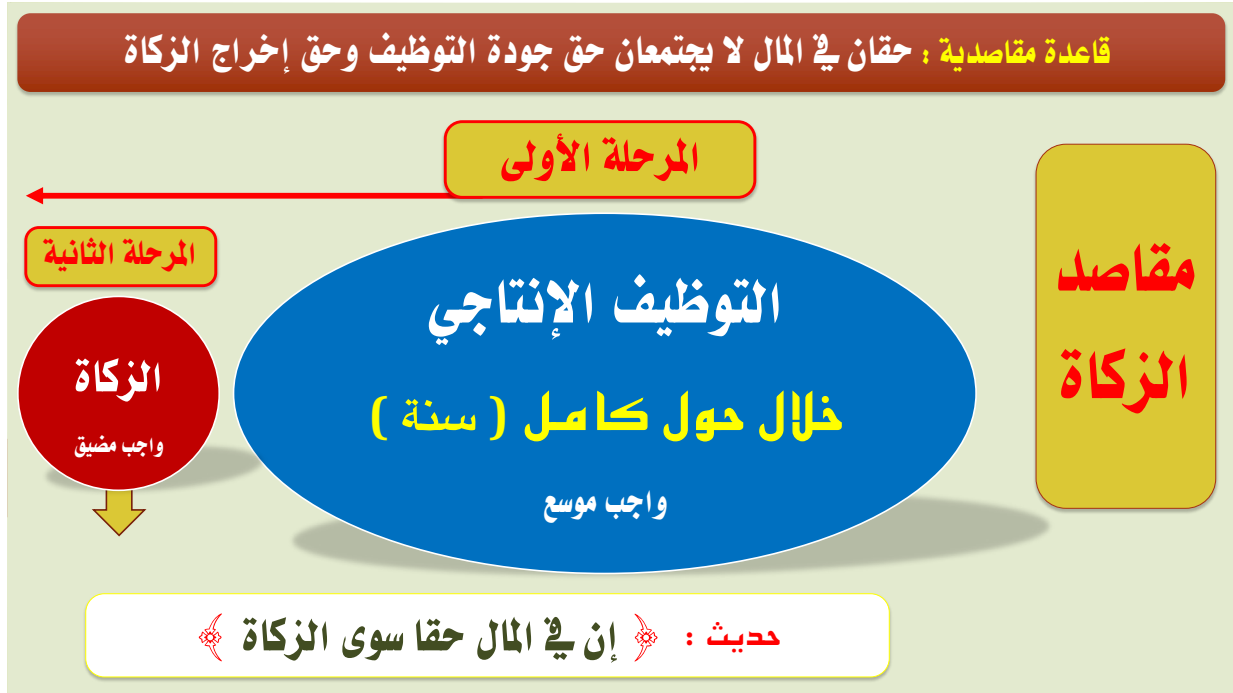 قاعدة مقاصدية : حقان في المال لا يجتمعان حق جودة التوظيف وحق إخراج الزكاة
المرحلة الأولى
مقاصد
الزكاة
التوظيف الإنتاجي
خلال حول كامل ( سنة )
واجب موسع
المرحلة الثانية
الزكاة
واجب مضيق
حديث : ﴿ إن في المال حقا سوى الزكاة ﴾